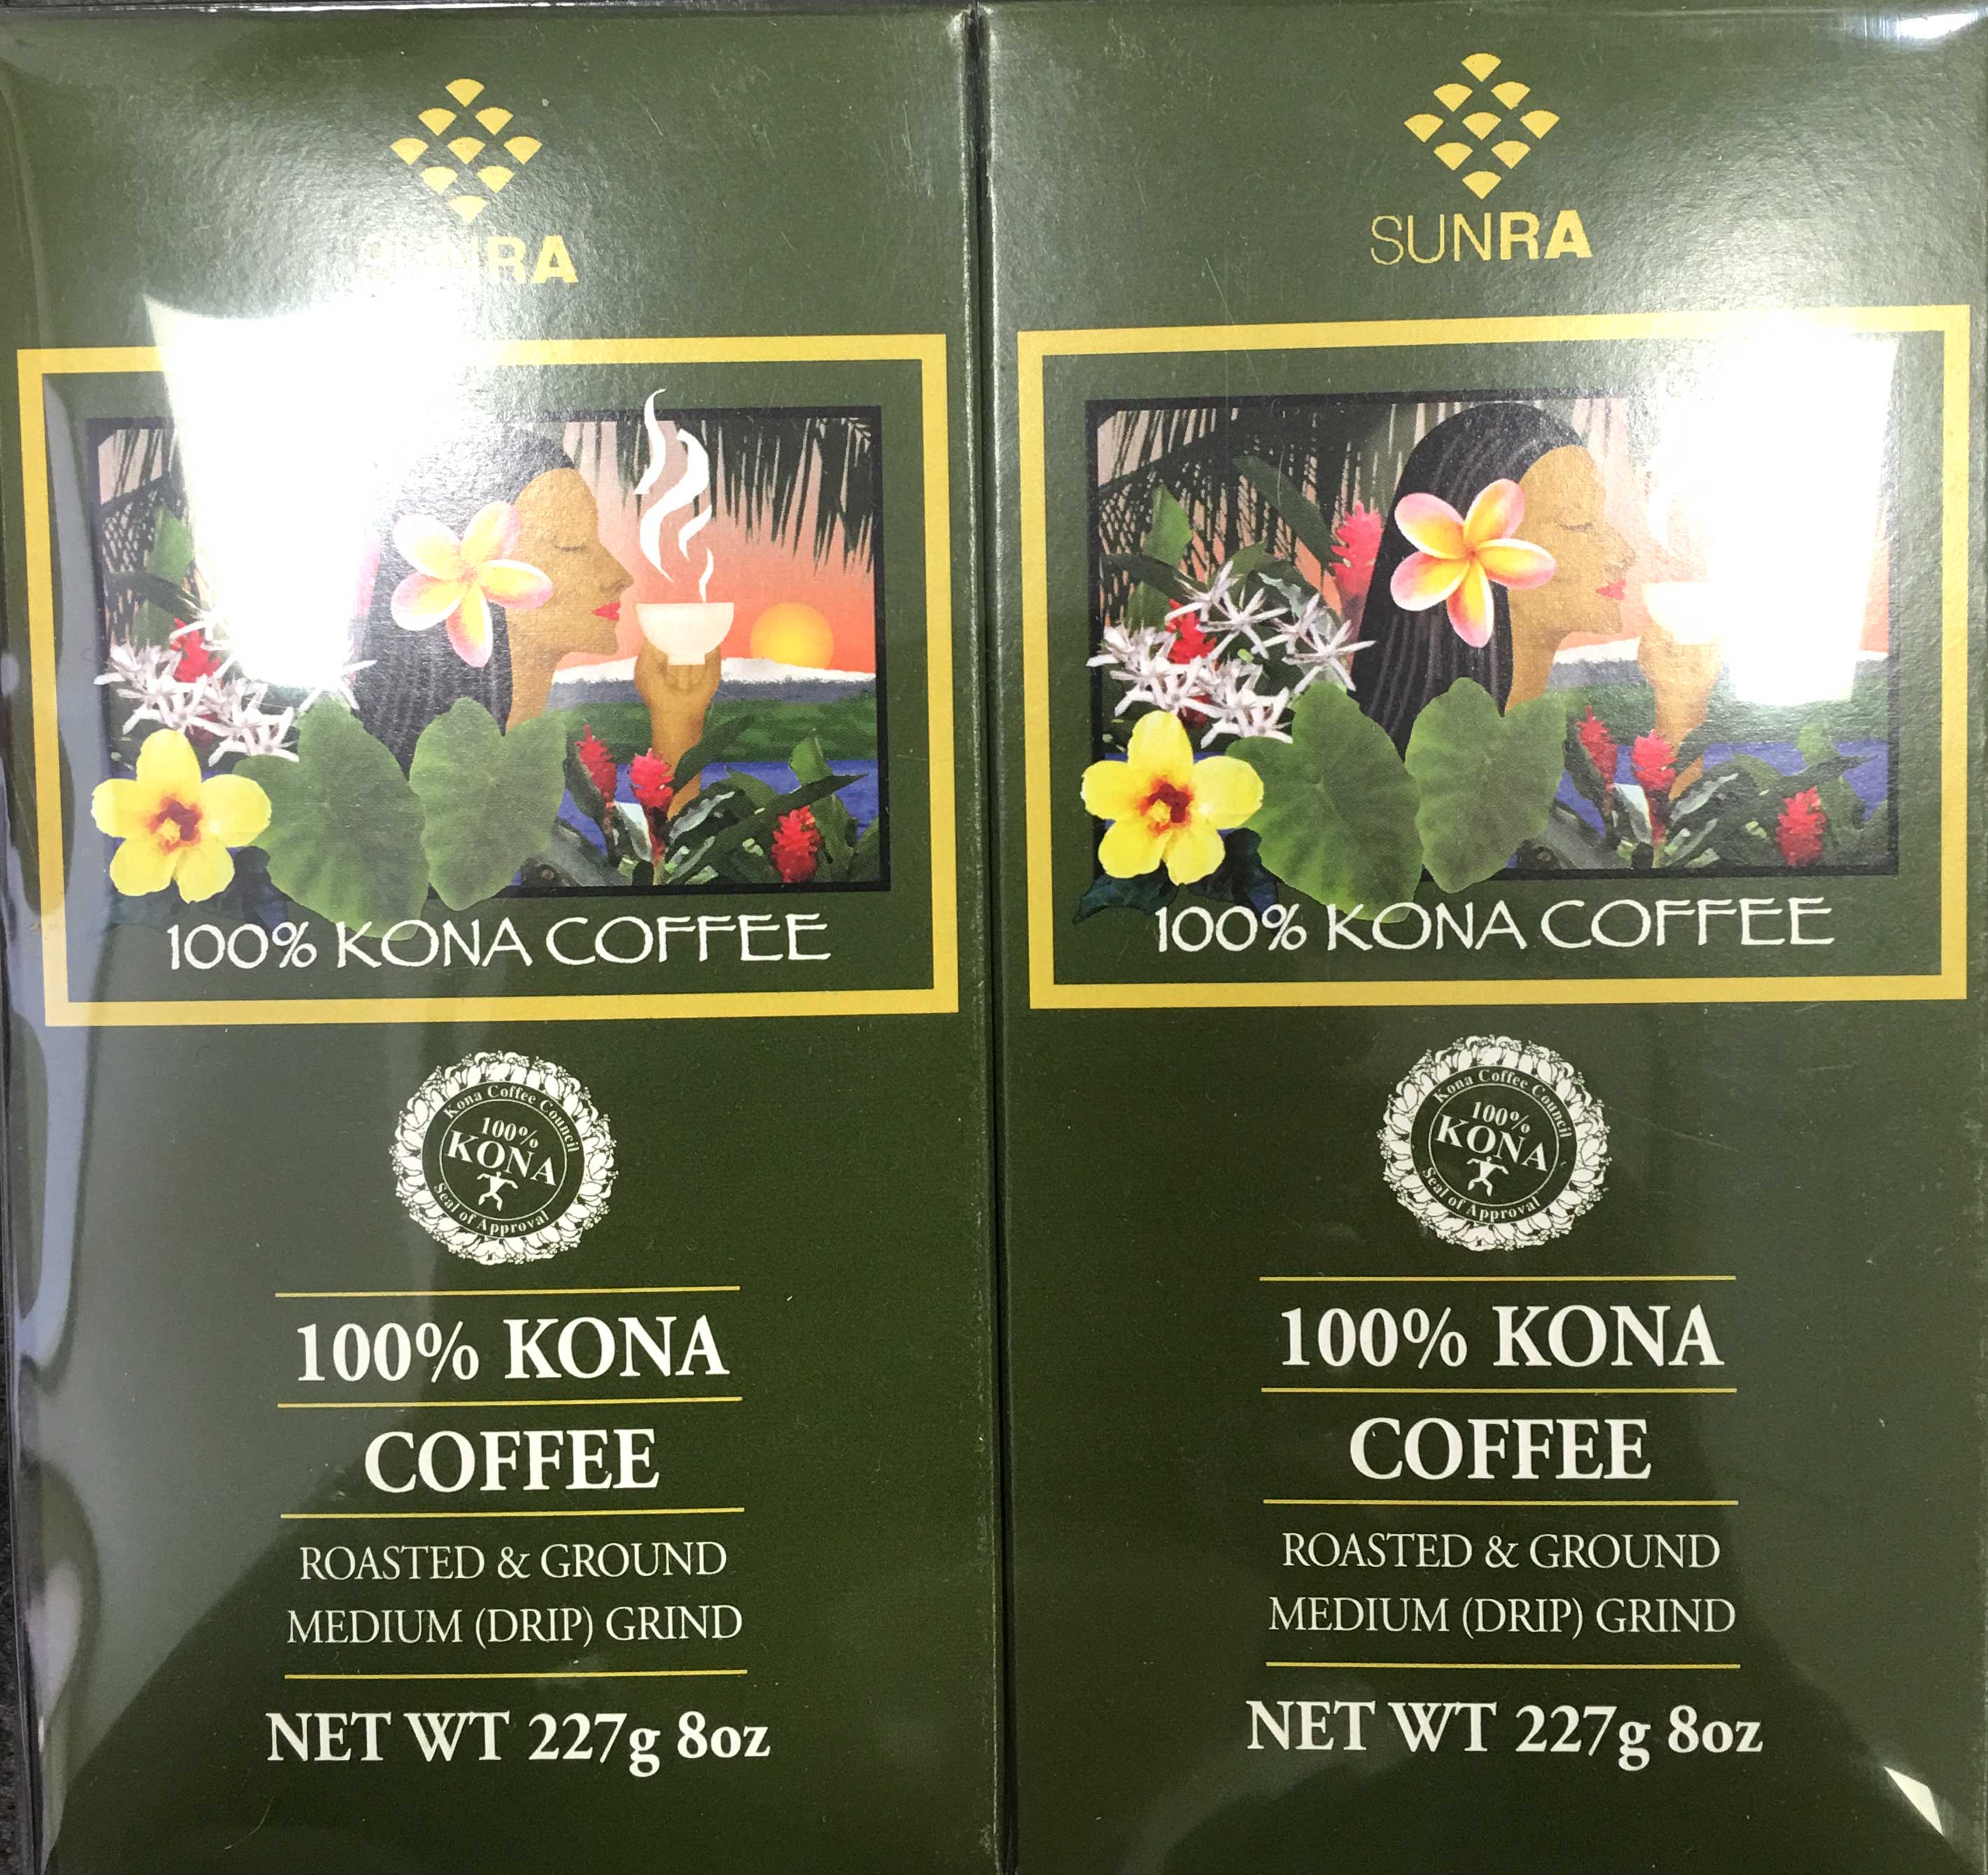 SUNRA
100% KONA COFFEE
Kona Coffee Council
100%
KONA
Seal of Approval
100% KONA
COFFEE
ROASTED & GROUND
MEDIUM (DRIP) GRIND
NET WT 227g 8oz
SUNRA
100% KONA COFFEE
Kona Coffee Council
100%
KONA
Seal of Approval
100% KONA
COFFEE
ROASTED & GROUND
MEDIUM (DRIP) GRIND
NET WT 227g 8oz